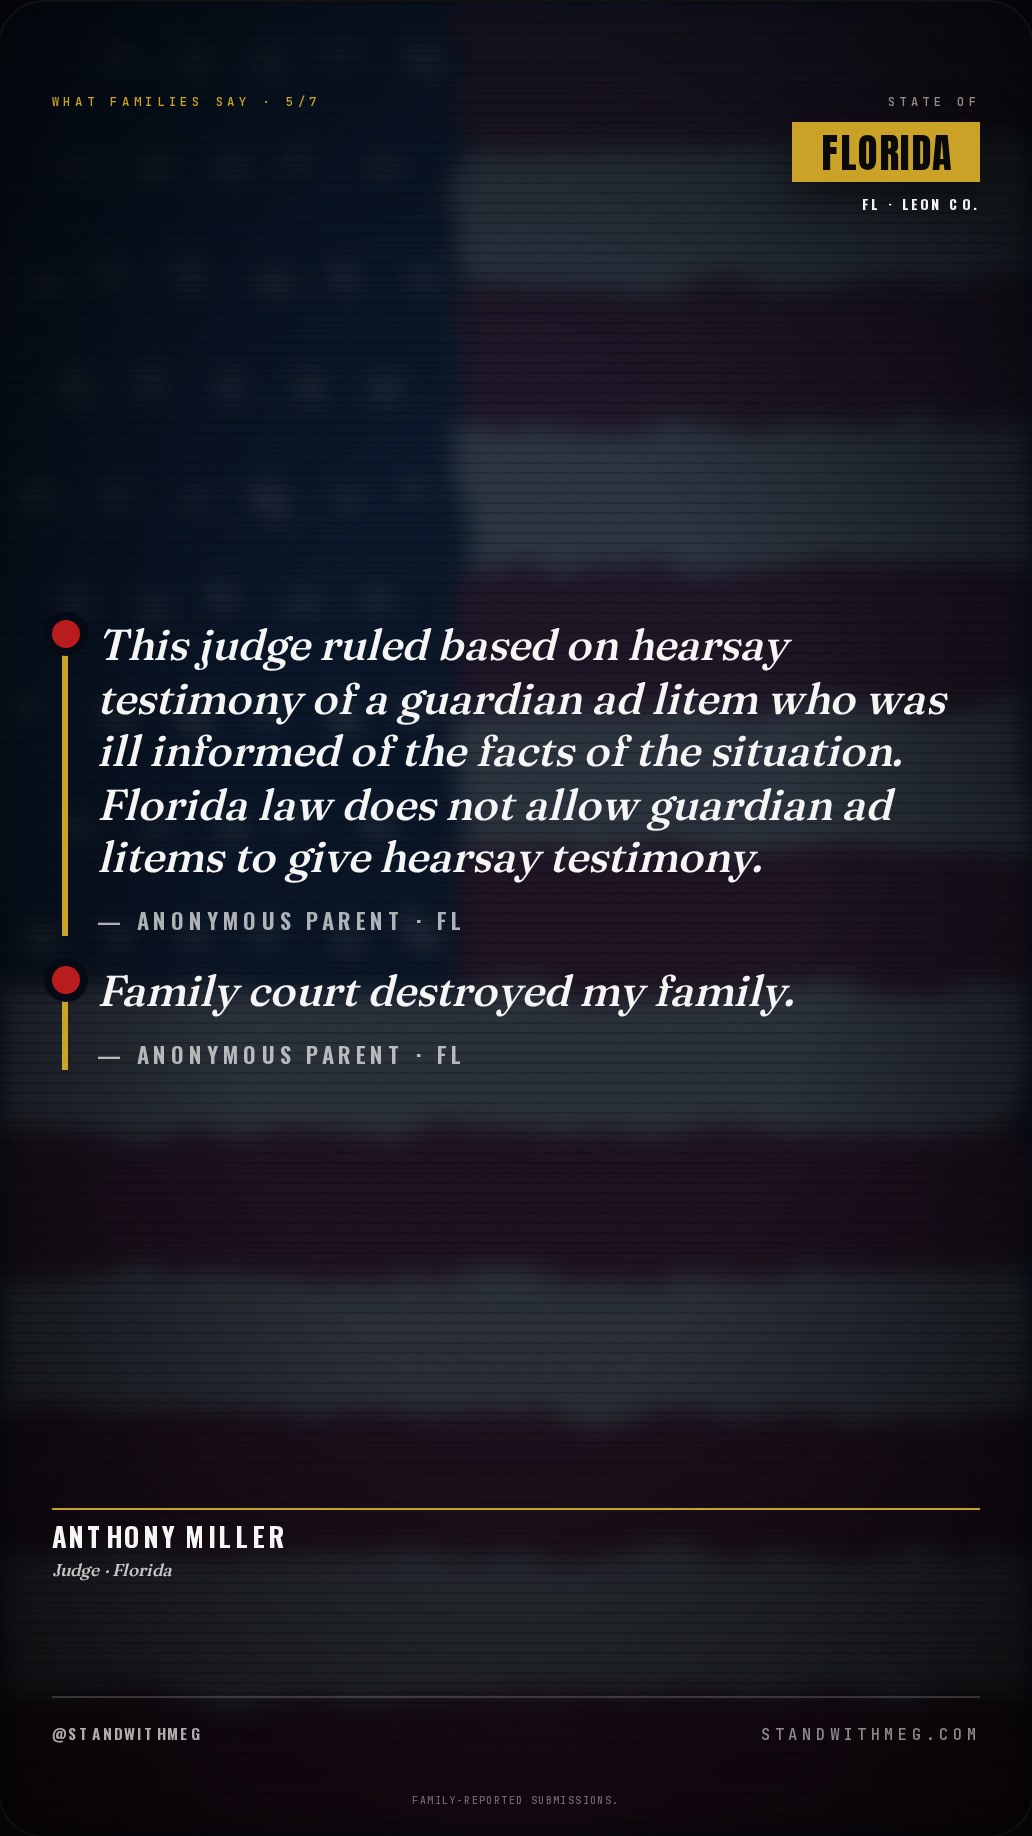 WHAT FAMILIES SAY · 5/7
STATE OF
FLORIDA
FL · LEON CO.
This judge ruled based on hearsay
testimony of a guardian ad litem who was
ill informed of the facts of the situation.
Florida law does not allow guardian ad
litems to give hearsay testimony.
— ANONYMOUS PARENT · FL
Family court destroyed my family.
— ANONYMOUS PARENT · FL
ANTHONY MILLER
Judge · Florida
@STANDWITHMEG
STANDWITHMEG.COM
FAMILY-REPORTED SUBMISSIONS.